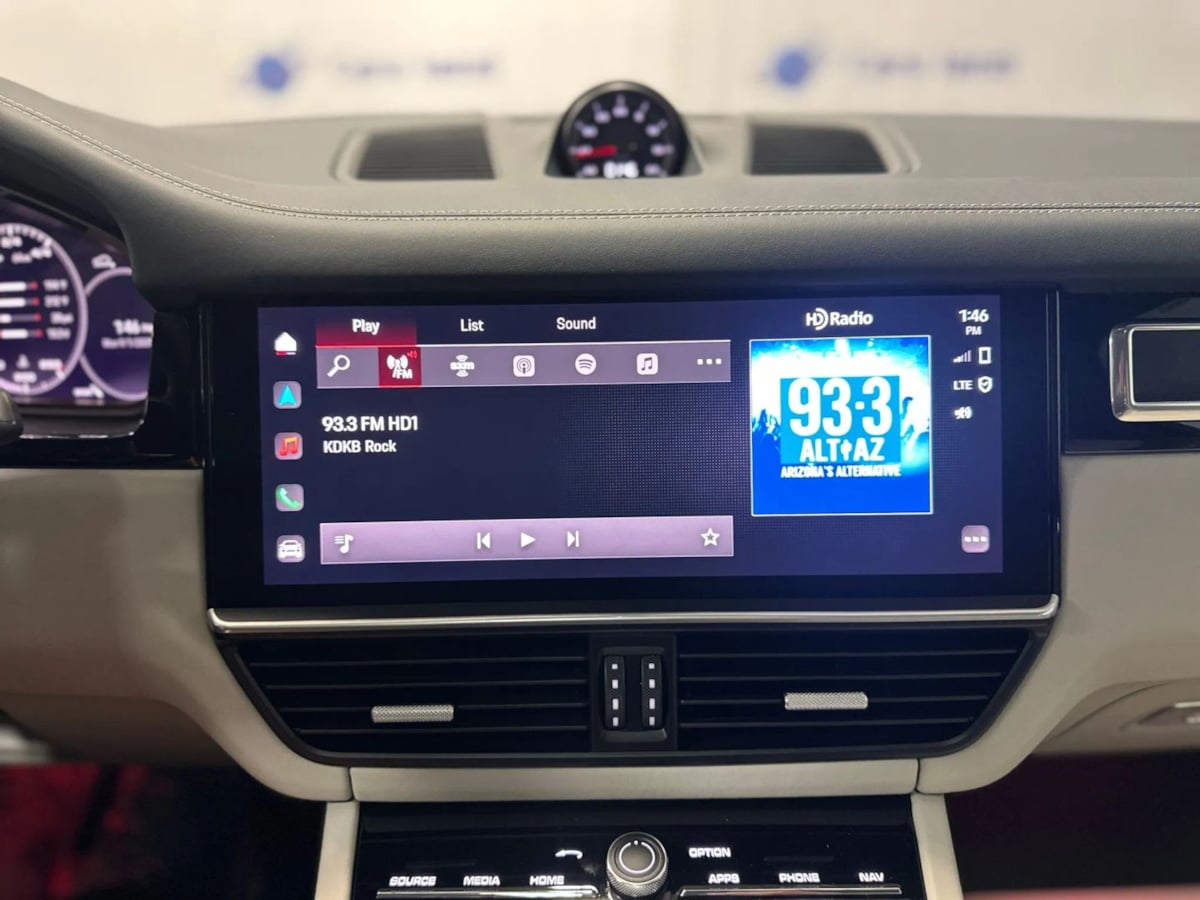 Play
List
Sound
HD Radio
1:46
PM
FM
sxm
LTE
93.3 FM HD1
KDKB Rock
93.3
ALT AZ
ARIZONA'S ALTERNATIVE
OPTION
SOURCE
MEDIA
HOME
APPS
PHONE
NAV